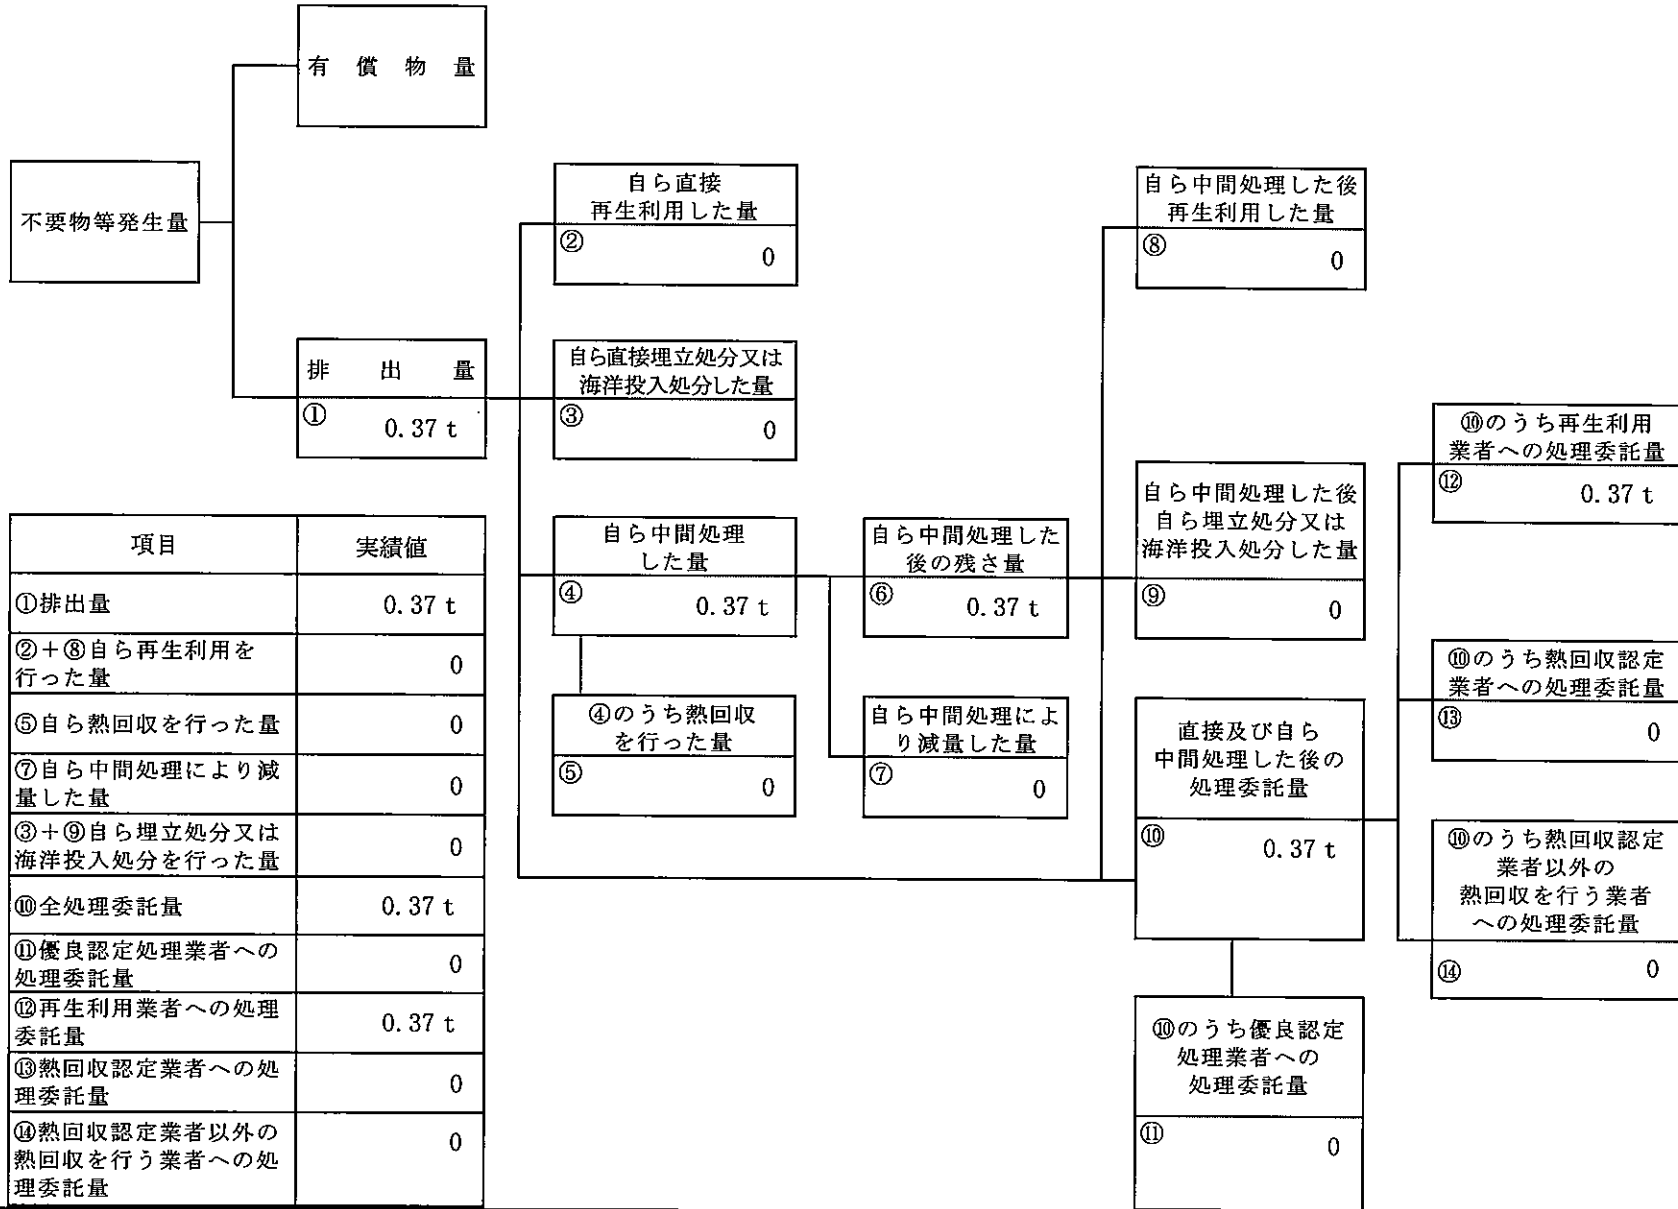 有償物量
不要物等発生量
排出量
① 0.37 t
自ら直接
再生利用した量
② 0
自ら直接埋立処分又は
海洋投入処分した量
③ 0
自ら中間処理
した量
④ 0.37 t
④のうち熱回収
を行った量
⑤ 0
自ら中間処理した
後の残さ量
⑥ 0.37 t
自ら中間処理によ
り減量した量
⑦ 0
自ら中間処理した後
再生利用した量
⑧ 0
自ら中間処理した後
自ら埋立処分又は
海洋投入処分した量
⑨ 0
直接及び自ら
中間処理した後の
処理委託量
⑩ 0.37 t
⑩のうち優良認定
処理業者への
処理委託量
⑪ 0
⑩のうち再生利用
業者への処理委託量
⑫ 0.37 t
⑩のうち熱回収認定
業者への処理委託量
⑬ 0
⑩のうち熱回収認定
業者以外の
熱回収を行う業者
への処理委託量
⑭ 0
項目 実績値
①排出量 0.37 t
②+⑧自ら再生利用を
行った量 0
⑤自ら熱回収を行った量 0
⑦自ら中間処理により減
量した量 0
③+⑨自ら埋立処分又は
海洋投入処分を行った量 0
⑩全処理委託量 0.37 t
⑪優良認定処理業者への
処理委託量 0
⑫再生利用業者への処理
委託量 0.37 t
⑬熱回収認定業者への処
理委託量 0
⑭熱回収認定業者以外の
熱回収を行う業者への処
理委託量 0